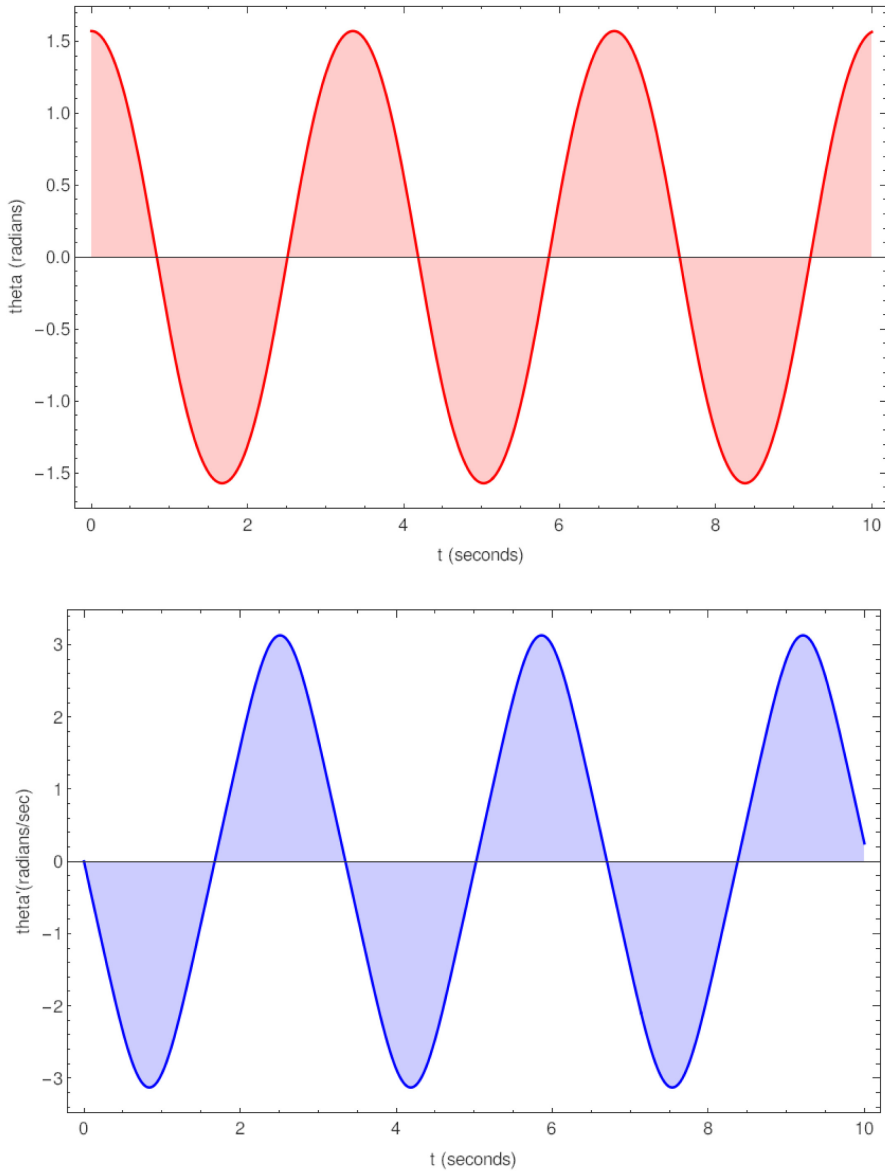 1.5
1.0
0.5
0.0
−0.5
−1.0
−1.5
theta (radians)
0 2 4 6 8 10
t (seconds)
3
2
1
0
−1
−2
−3
theta'(radians/sec)
0 2 4 6 8 10
t (seconds)